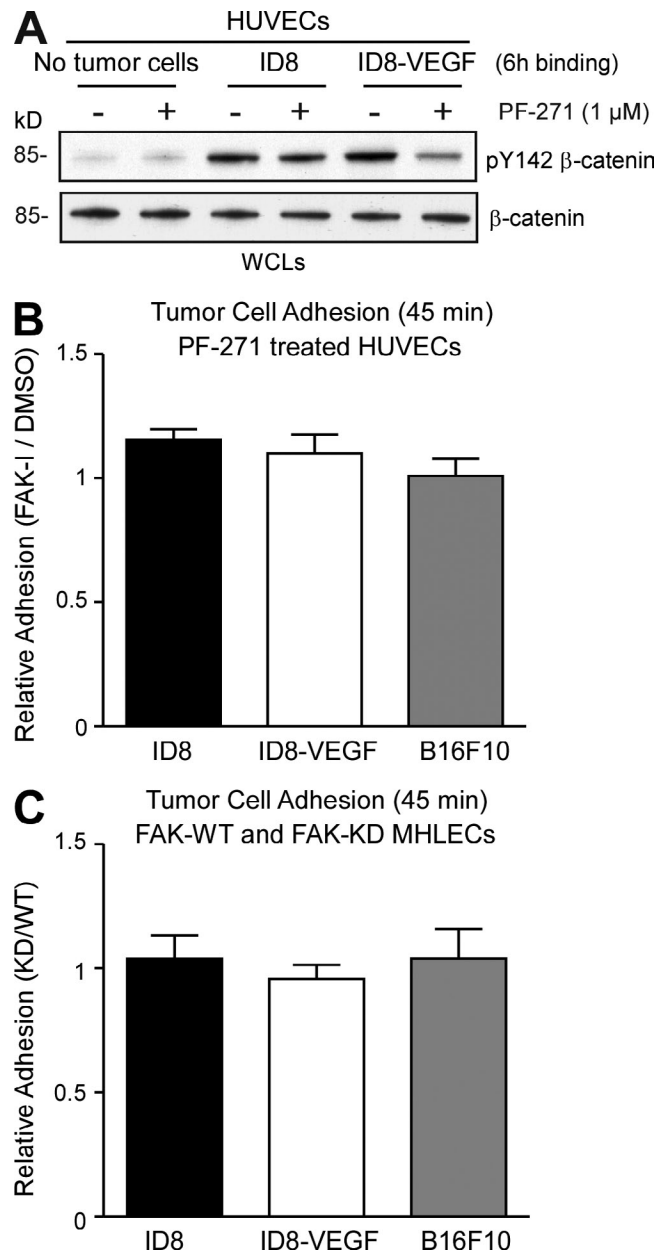 A
HUVECs
No tumor cells ID8 ID8-VEGF (6h binding)
- + - + - + PF-271 (1 µM)
kD
85- pY142 β-catenin
85- β-catenin
WCLs
B
Tumor Cell Adhesion (45 min)
PF-271 treated HUVECs
Relative Adhesion (FAK-I / DMSO)
1.5
1
0.5
0
ID8 ID8-VEGF B16F10
C
Tumor Cell Adhesion (45 min)
FAK-WT and FAK-KD MHLECs
Relative Adhesion (KD/WT)
1.5
1
0.5
0
ID8 ID8-VEGF B16F10